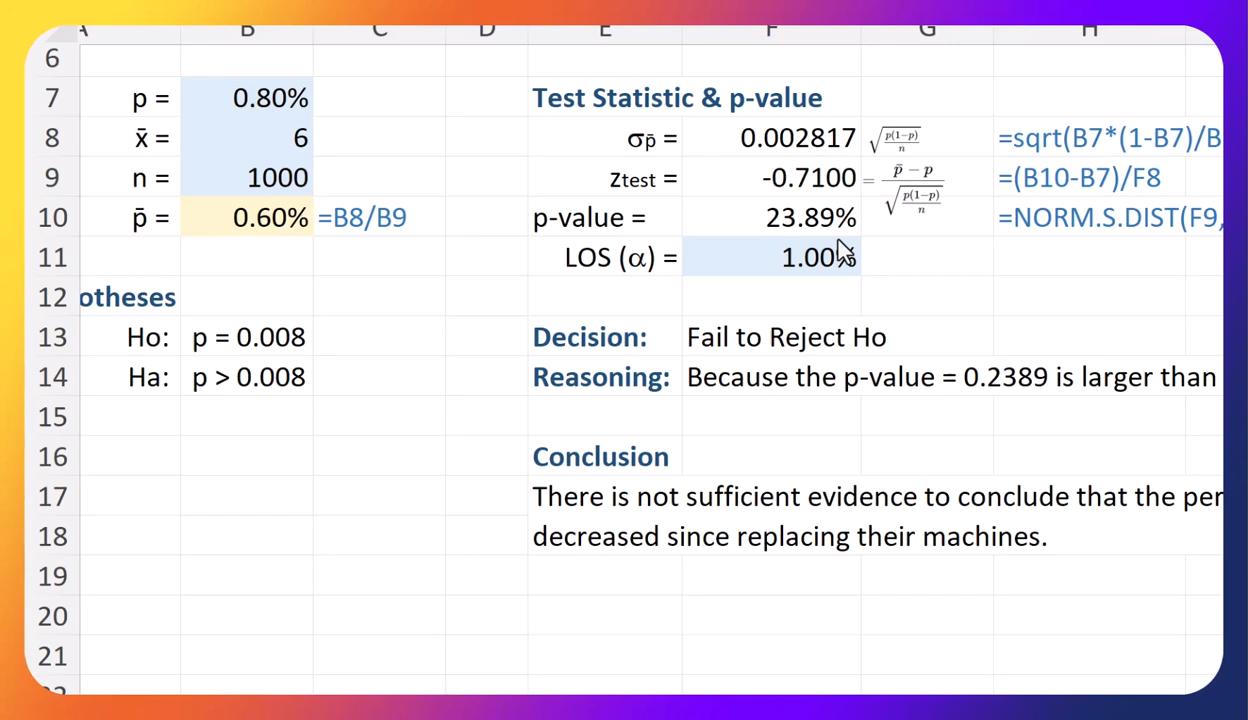 A B C D E F G H
6
7 p = 0.80% Test Statistic & p-value
8 x̄ = 6 σp̄ = 0.002817 √p(1−p)/n =sqrt(B7*(1-B7)/B
9 n = 1000 ztest = -0.7100 = p̄ − p / √p(1−p)/n =(B10-B7)/F8
10 p̄ = 0.60% =B8/B9 p-value = 23.89% =NORM.S.DIST(F9,
11 LOS (α) = 1.00%
12 otheses
13 Ho: p = 0.008 Decision: Fail to Reject Ho
14 Ha: p > 0.008 Reasoning: Because the p-value = 0.2389 is larger than
15
16 Conclusion
17 There is not sufficient evidence to conclude that the per
18 decreased since replacing their machines.
19
20
21